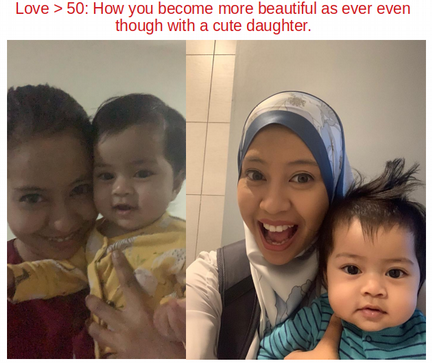 Love > 50: How you become more beautiful as ever even
though with a cute daughter.